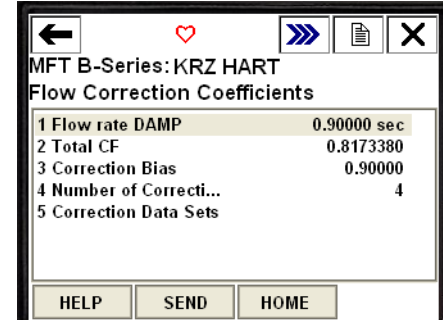 MFT B-Series: KRZ HART
Flow Correction Coefficients
1 Flow rate DAMP 0.90000 sec
2 Total CF 0.8173380
3 Correction Bias 0.90000
4 Number of Correcti... 4
5 Correction Data Sets
HELP SEND HOME